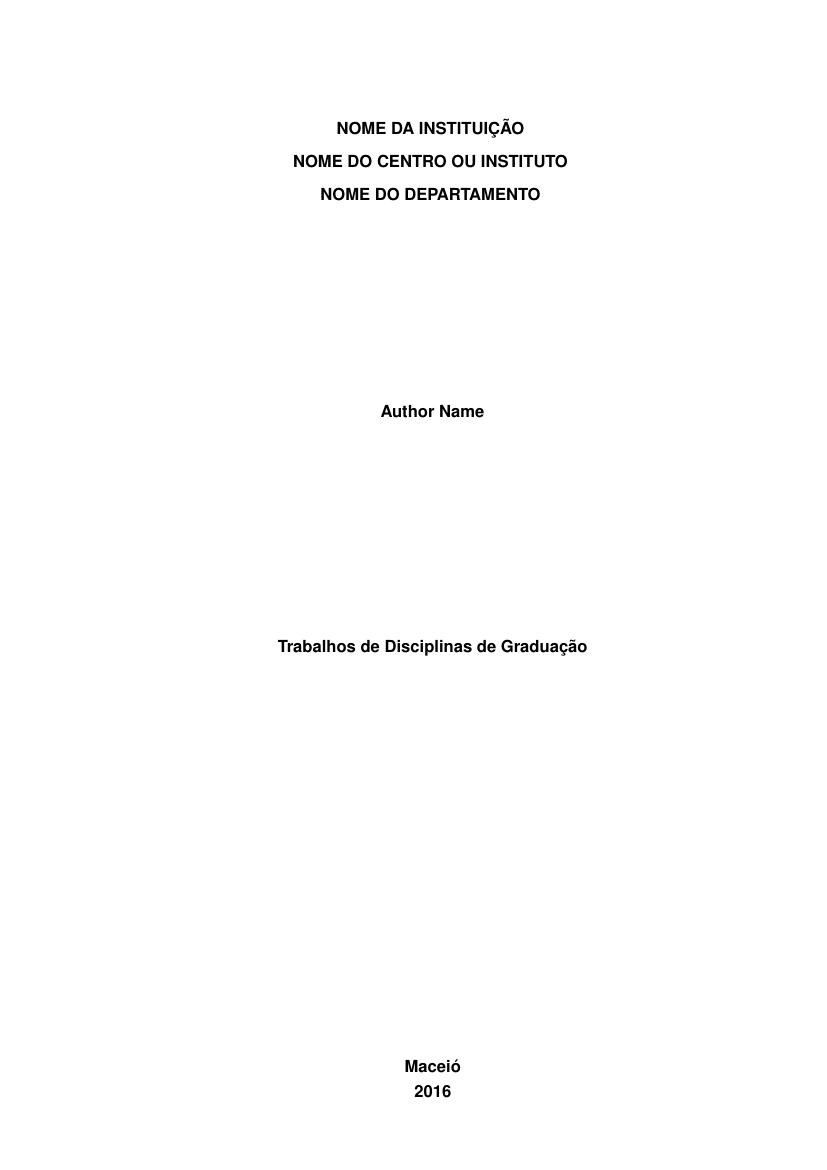 NOME DA INSTITUIÇÃO
NOME DO CENTRO OU INSTITUTO
NOME DO DEPARTAMENTO
Author Name
Trabalhos de Disciplinas de Graduação
Maceió
2016